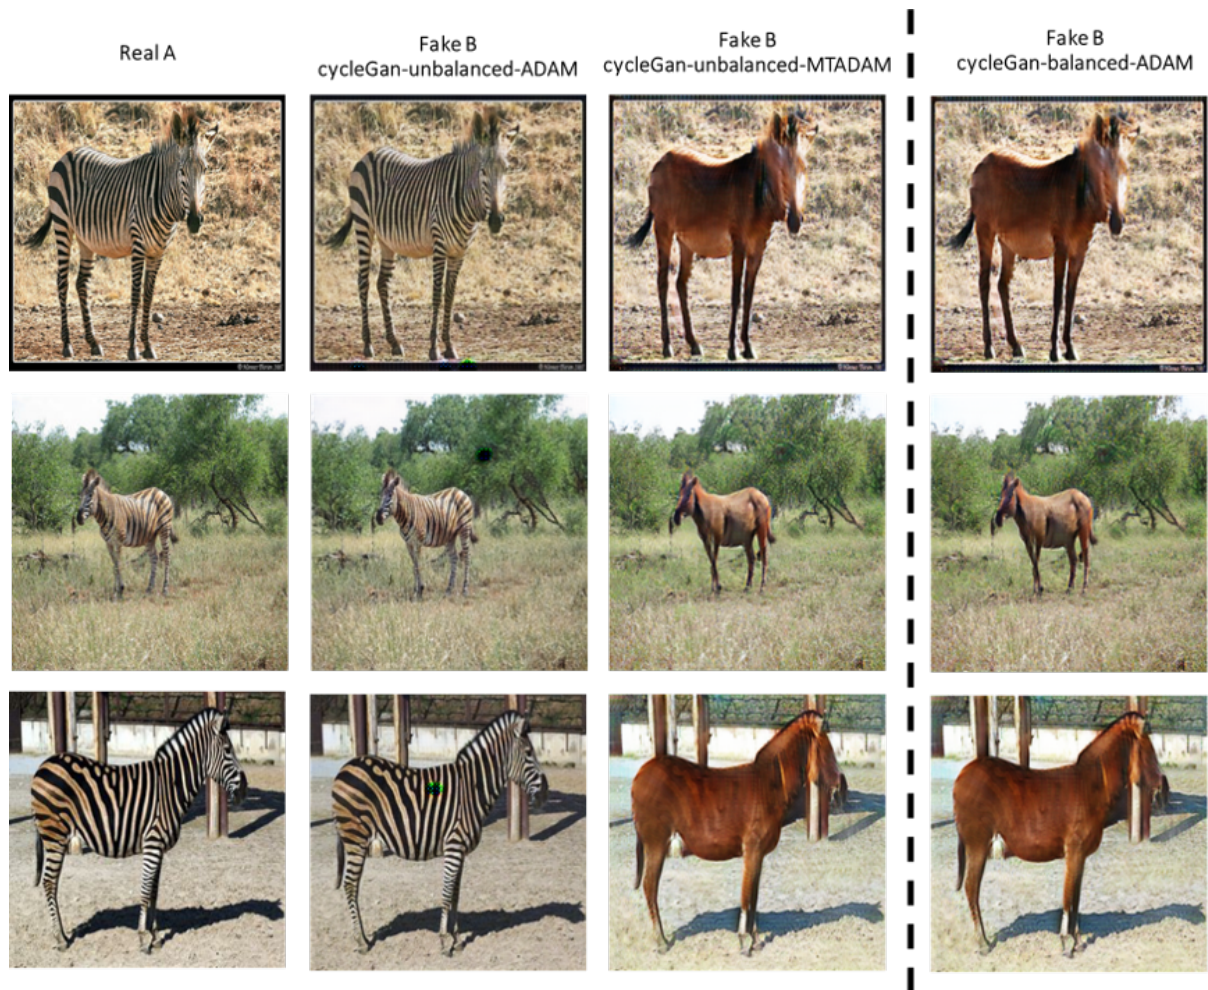 Real A
Fake B
cycleGan-unbalanced-ADAM
Fake B
cycleGan-unbalanced-MTADAM
Fake B
cycleGan-balanced-ADAM